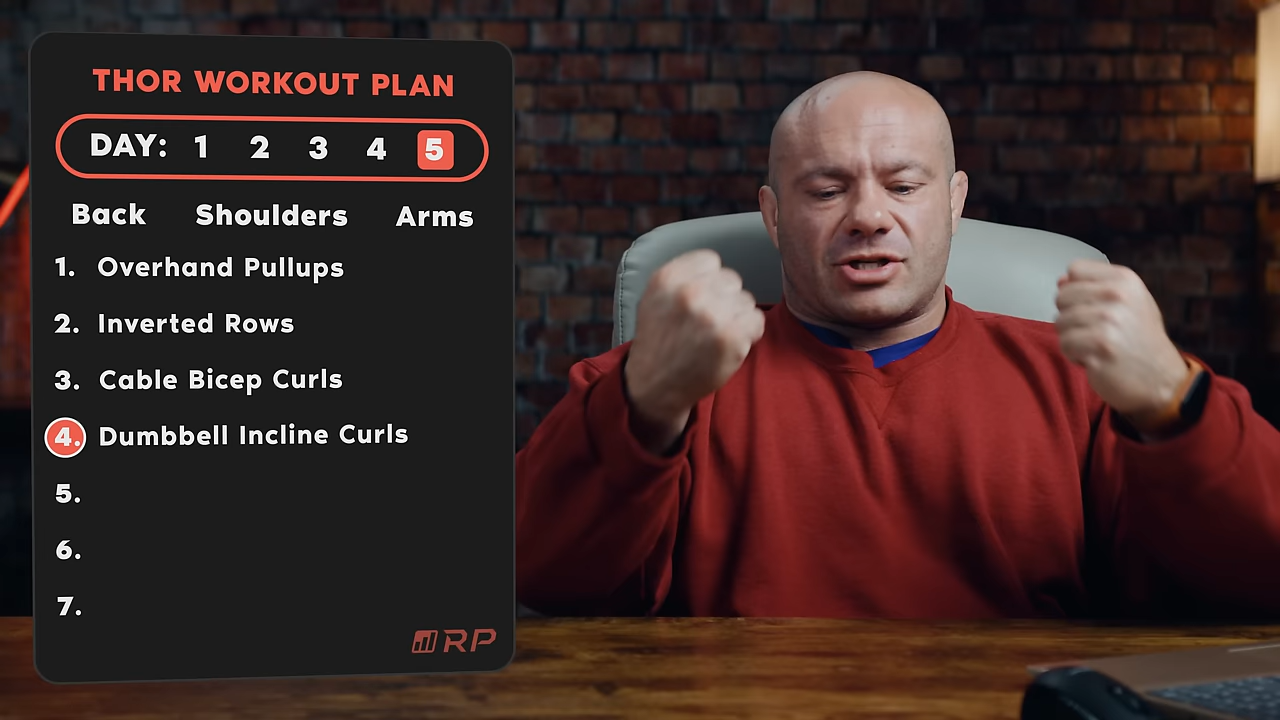 THOR WORKOUT PLAN
DAY: 1 2 3 4 5
Back Shoulders Arms
1. Overhand Pullups
2. Inverted Rows
3. Cable Bicep Curls
4. Dumbbell Incline Curls
5.
6.
7.
RP